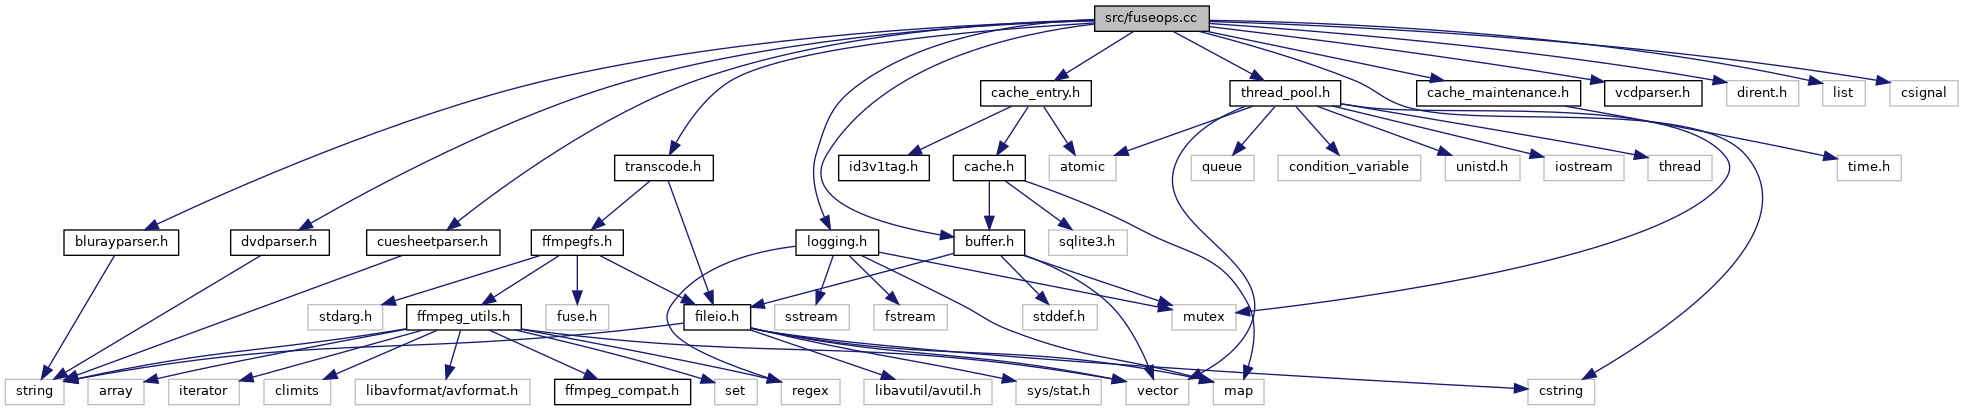 src/fuseops.cc
cache_entry.h
thread_pool.h
cache_maintenance.h
vcdparser.h
dirent.h
list
csignal
transcode.h
id3v1tag.h
cache.h
atomic
queue
condition_variable
unistd.h
iostream
thread
time.h
blurayparser.h
dvdparser.h
cuesheetparser.h
ffmpegfs.h
logging.h
buffer.h
sqlite3.h
stdarg.h
ffmpeg_utils.h
fuse.h
fileio.h
sstream
fstream
stddef.h
mutex
string
array
iterator
climits
libavformat/avformat.h
ffmpeg_compat.h
set
regex
libavutil/avutil.h
sys/stat.h
vector
map
cstring